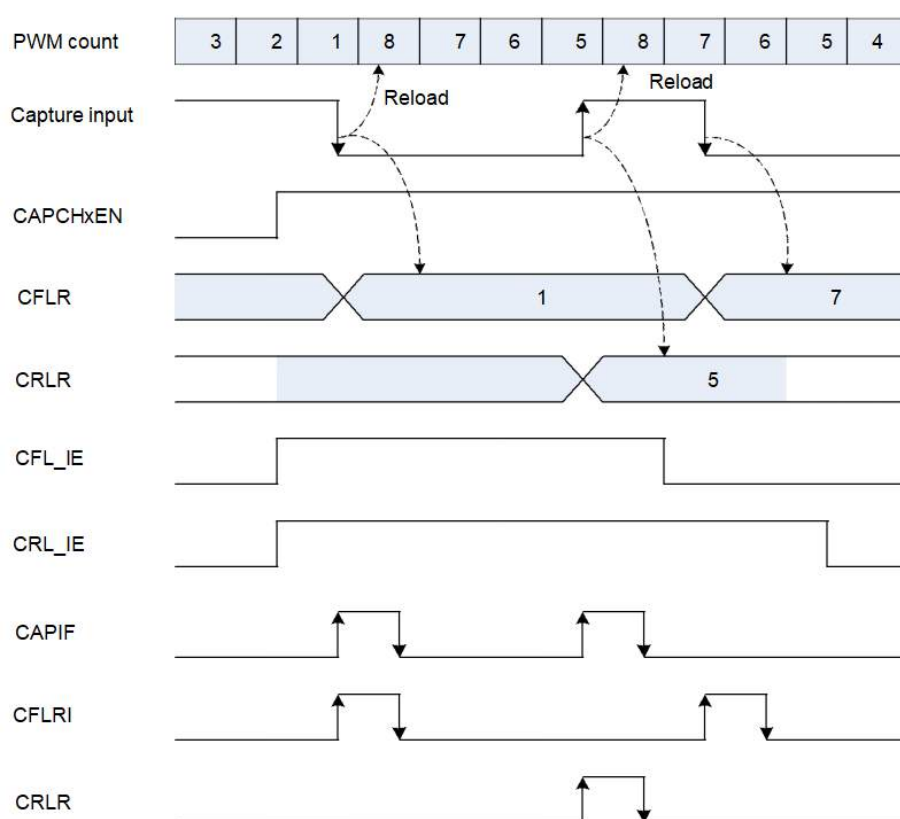 PWM count 3 2 1 8 7 6 5 8 7 6 5 4
Reload
Reload
Capture input
CAPCHxEN
CFLR 1 7
CRLR 5
CFL_IE
CRL_IE
CAPIF
CFLRI
CRLR